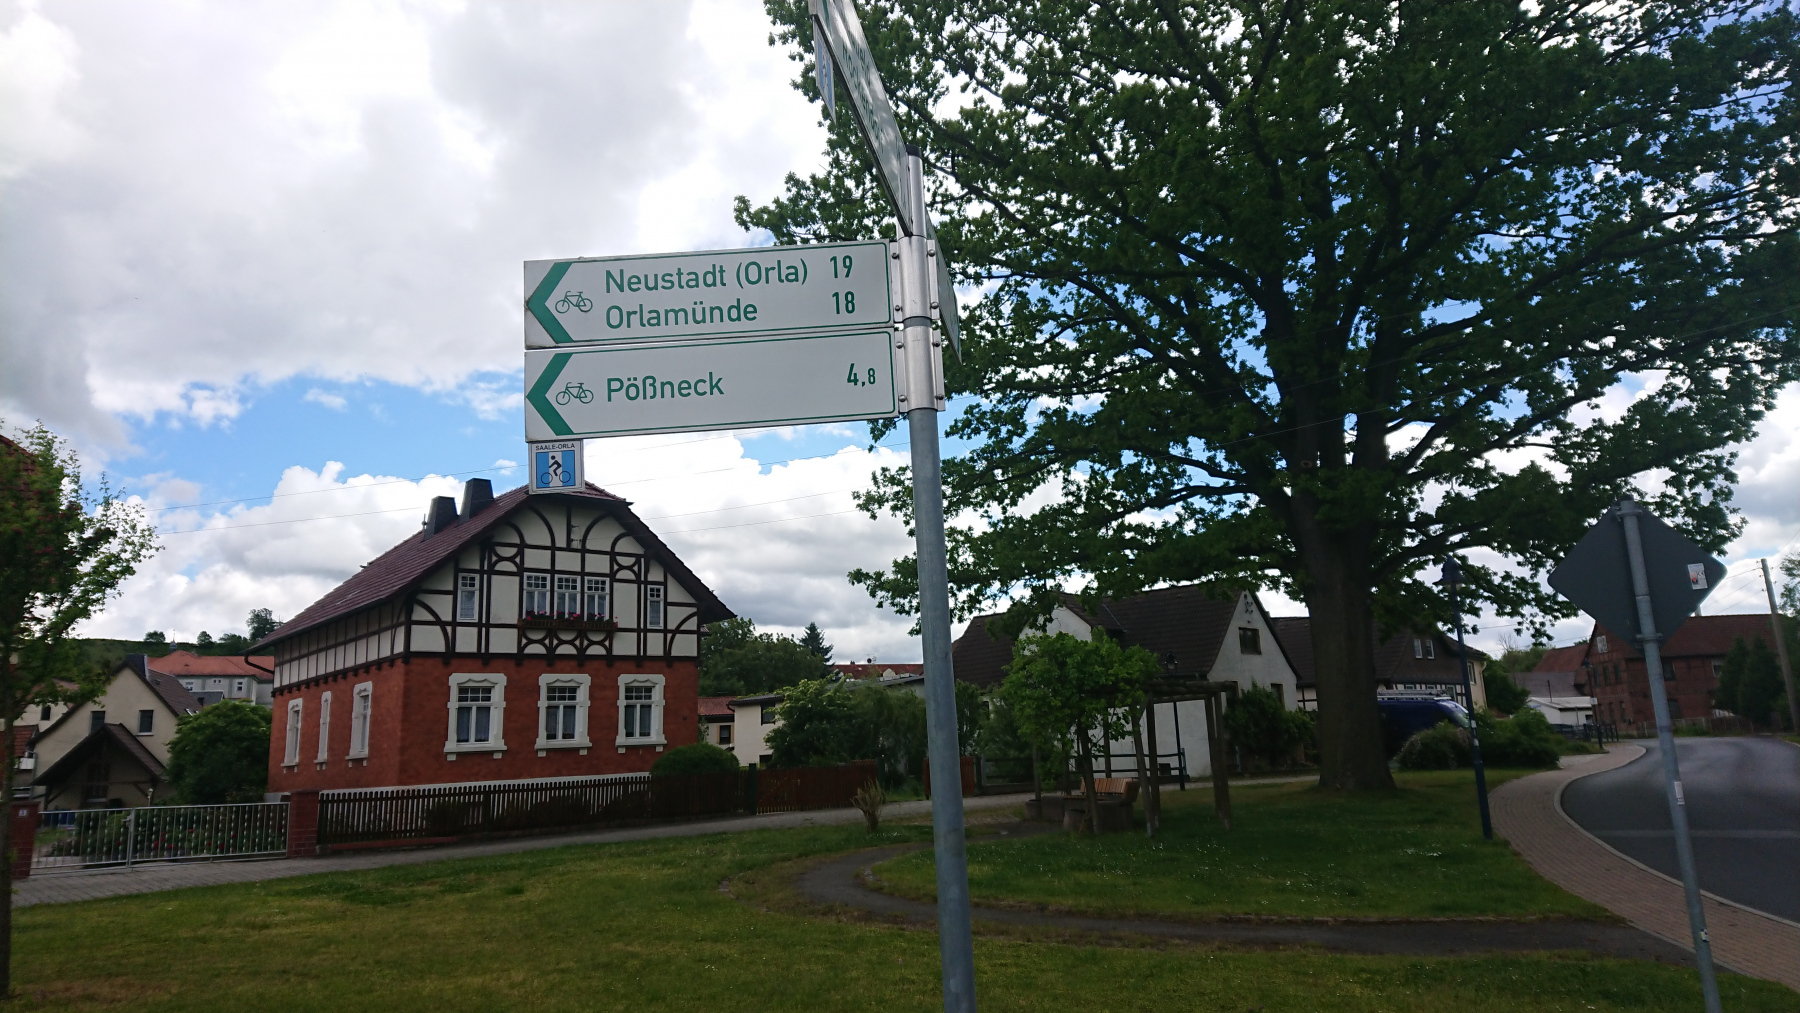 Neustadt (Orla) 19
Orlamünde 18
Pößneck 4,8
SAALE-ORLA